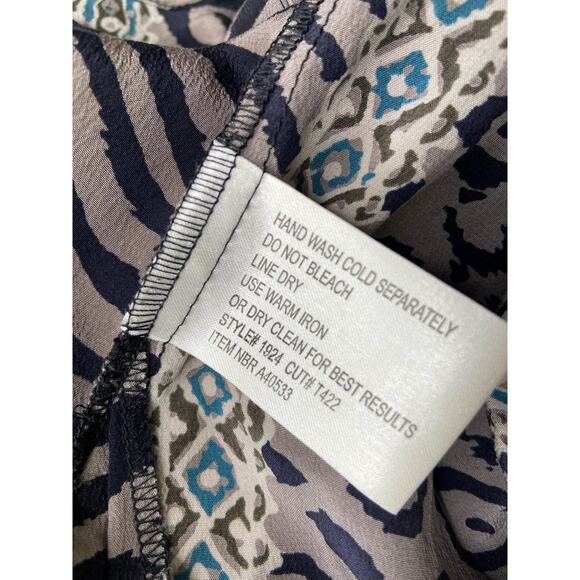 HAND WASH COLD SEPARATELY
DO NOT BLEACH
LINE DRY
USE WARM IRON
OR DRY CLEAN FOR BEST RESULTS
STYLE# 1924 CUT# T422
ITEM NBR A40533